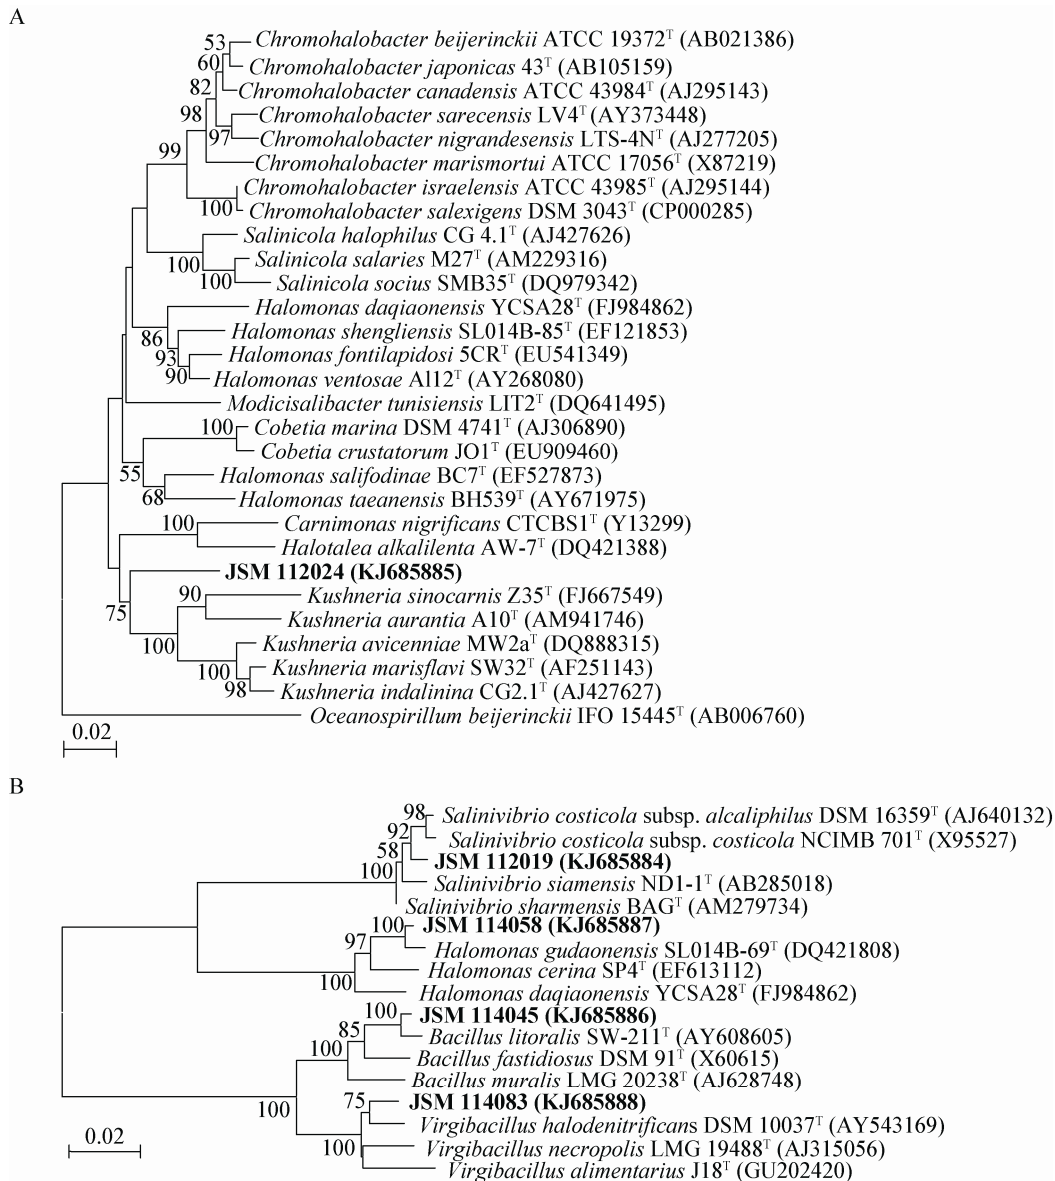 A
53 Chromohalobacter beijerinckii ATCC 19372ᵀ (AB021386)
60 Chromohalobacter japonicas 43ᵀ (AB105159)
82 Chromohalobacter canadensis ATCC 43984ᵀ (AJ295143)
98 Chromohalobacter sarecensis LV4ᵀ (AY373448)
97 Chromohalobacter nigrandesensis LTS-4Nᵀ (AJ277205)
99 Chromohalobacter marismortui ATCC 17056ᵀ (X87219)
Chromohalobacter israelensis ATCC 43985ᵀ (AJ295144)
100 Chromohalobacter salexigens DSM 3043ᵀ (CP000285)
Salinicola halophilus CG 4.1ᵀ (AJ427626)
100 Salinicola salaries M27ᵀ (AM229316)
100 Salinicola socius SMB35ᵀ (DQ979342)
Halomonas daqiaonensis YCSA28ᵀ (FJ984862)
86 Halomonas shengliensis SL014B-85ᵀ (EF121853)
93 Halomonas fontilapidosi 5CRᵀ (EU541349)
90 Halomonas ventosae Al12ᵀ (AY268080)
Modicisalibacter tunisiensis LIT2ᵀ (DQ641495)
100 Cobetia marina DSM 4741ᵀ (AJ306890)
Cobetia crustatorum JO1ᵀ (EU909460)
55 Halomonas salifodinae BC7ᵀ (EF527873)
68 Halomonas taeanensis BH539ᵀ (AY671975)
100 Carnimonas nigrificans CTCBS1ᵀ (Y13299)
Halotalea alkalilenta AW-7ᵀ (DQ421388)
JSM 112024 (KJ685885)
90 Kushneria sinocarnis Z35ᵀ (FJ667549)
75 Kushneria aurantia A10ᵀ (AM941746)
100 Kushneria avicenniae MW2aᵀ (DQ888315)
100 Kushneria marisflavi SW32ᵀ (AF251143)
98 Kushneria indalinina CG2.1ᵀ (AJ427627)
Oceanospirillum beijerinckii IFO 15445ᵀ (AB006760)
0.02
B
98 Salinivibrio costicola subsp. alcaliphilus DSM 16359ᵀ (AJ640132)
92 Salinivibrio costicola subsp. costicola NCIMB 701ᵀ (X95527)
58 JSM 112019 (KJ685884)
100 Salinivibrio siamensis ND1-1ᵀ (AB285018)
Salinivibrio sharmensis BAGᵀ (AM279734)
100 JSM 114058 (KJ685887)
97 Halomonas gudaonensis SL014B-69ᵀ (DQ421808)
Halomonas cerina SP4ᵀ (EF613112)
100 Halomonas daqiaonensis YCSA28ᵀ (FJ984862)
100 JSM 114045 (KJ685886)
85 Bacillus litoralis SW-211ᵀ (AY608605)
100 Bacillus fastidiosus DSM 91ᵀ (X60615)
Bacillus muralis LMG 20238ᵀ (AJ628748)
100 75 JSM 114083 (KJ685888)
Virgibacillus halodenitrificans DSM 10037ᵀ (AY543169)
100 Virgibacillus necropolis LMG 19488ᵀ (AJ315056)
Virgibacillus alimentarius J18ᵀ (GU202420)
0.02